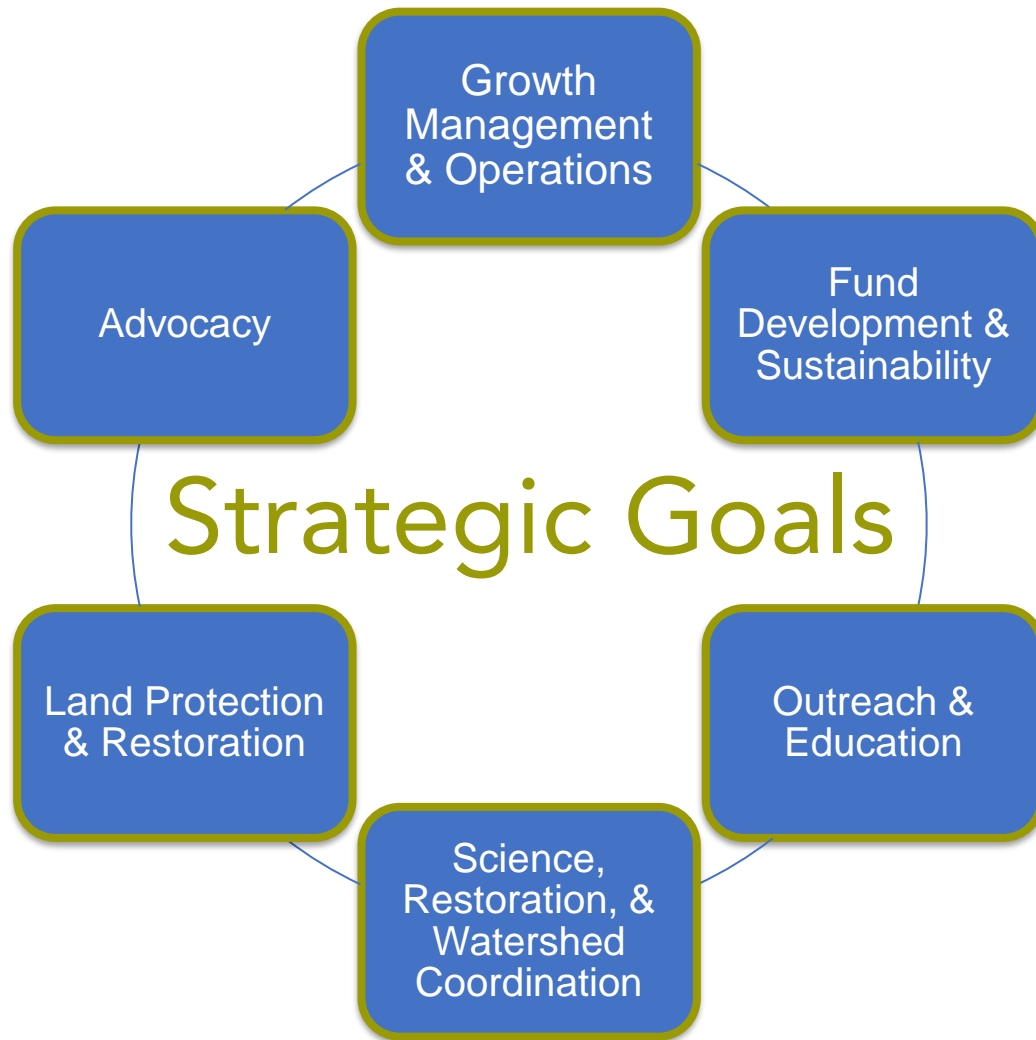 Growth
Management
& Operations
Fund
Development &
Sustainability
Advocacy
Strategic Goals
Outreach &
Education
Land Protection
& Restoration
Science,
Restoration, &
Watershed
Coordination